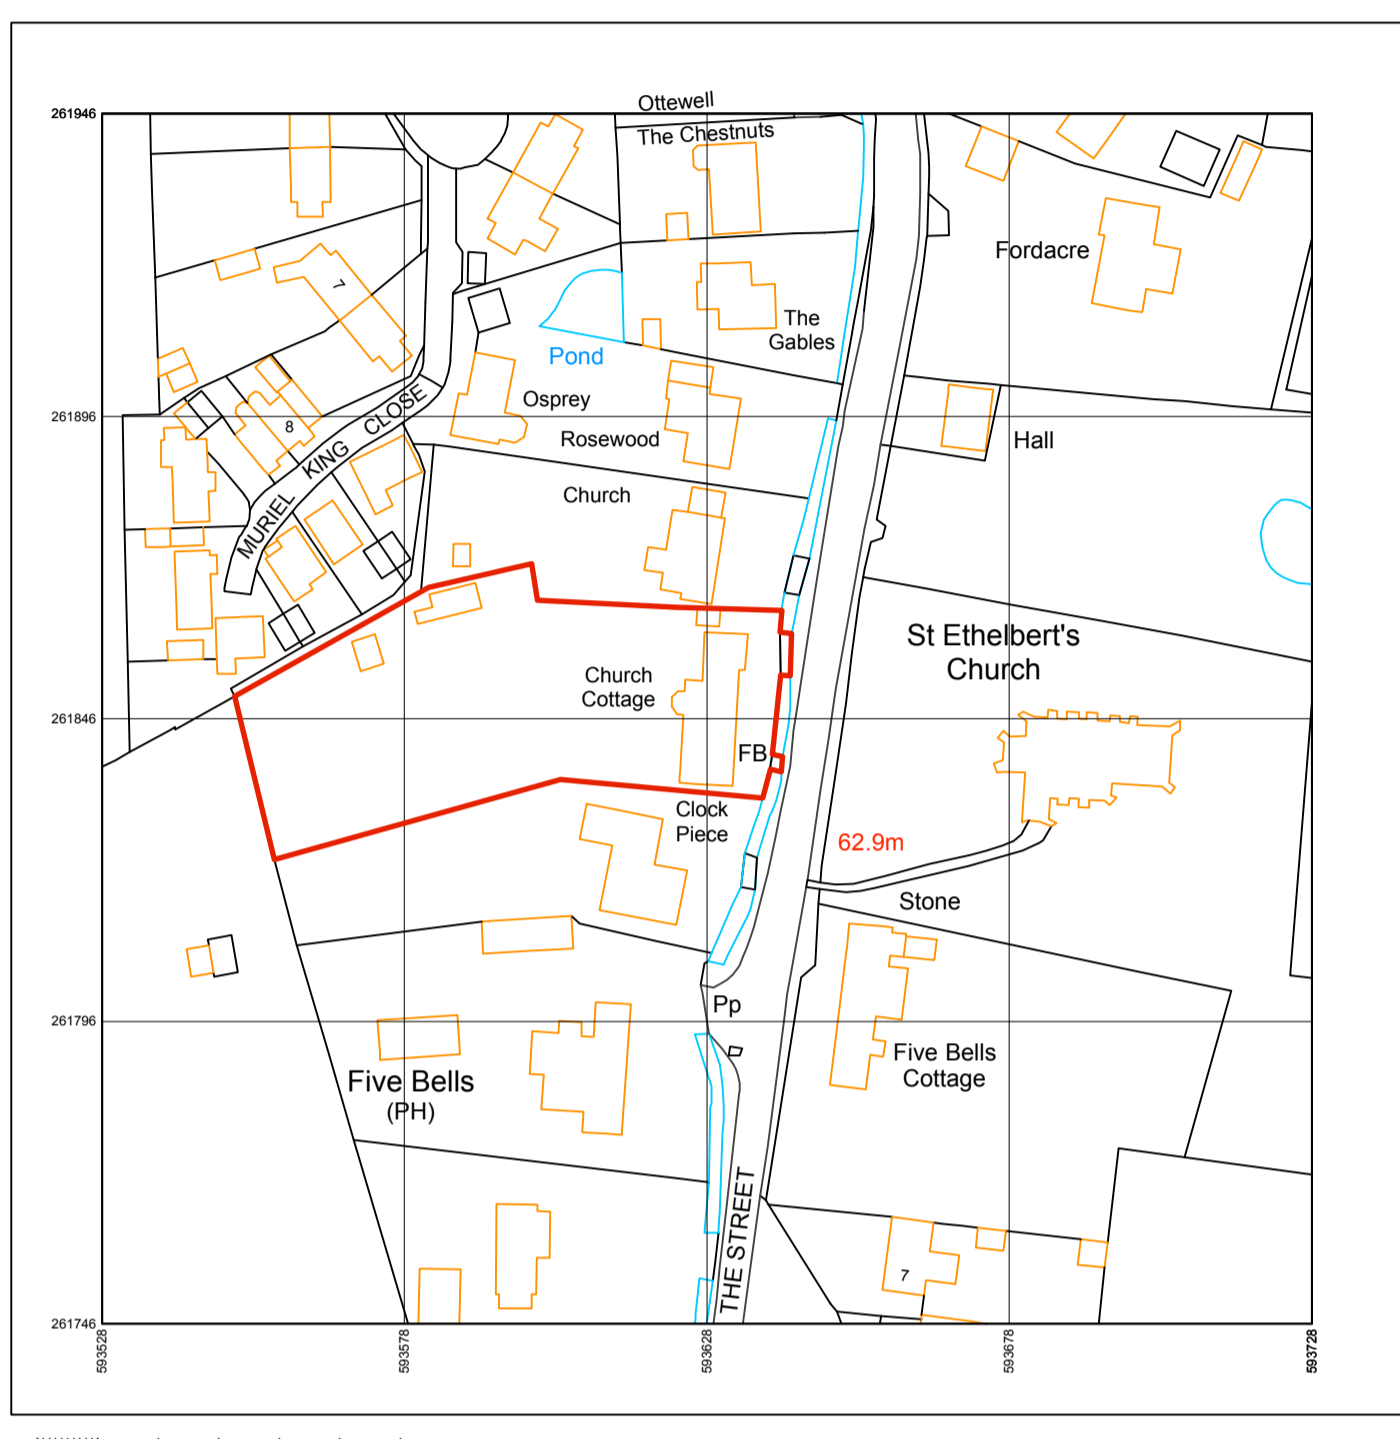 Ottewell
261946
The Chestnuts
Fordacre
7
The
Gables
Pond
Osprey
MURIEL KING CLOSE
261896
8
Rosewood
Hall
Church
St Ethelbert's
Church
Church
Cottage
261846
FB
Clock
Piece
62.9m
Stone
Pp
261796
Five Bells
Cottage
Five Bells
(PH)
THE STREET
7
261746
593528
593578
593628
593678
593728